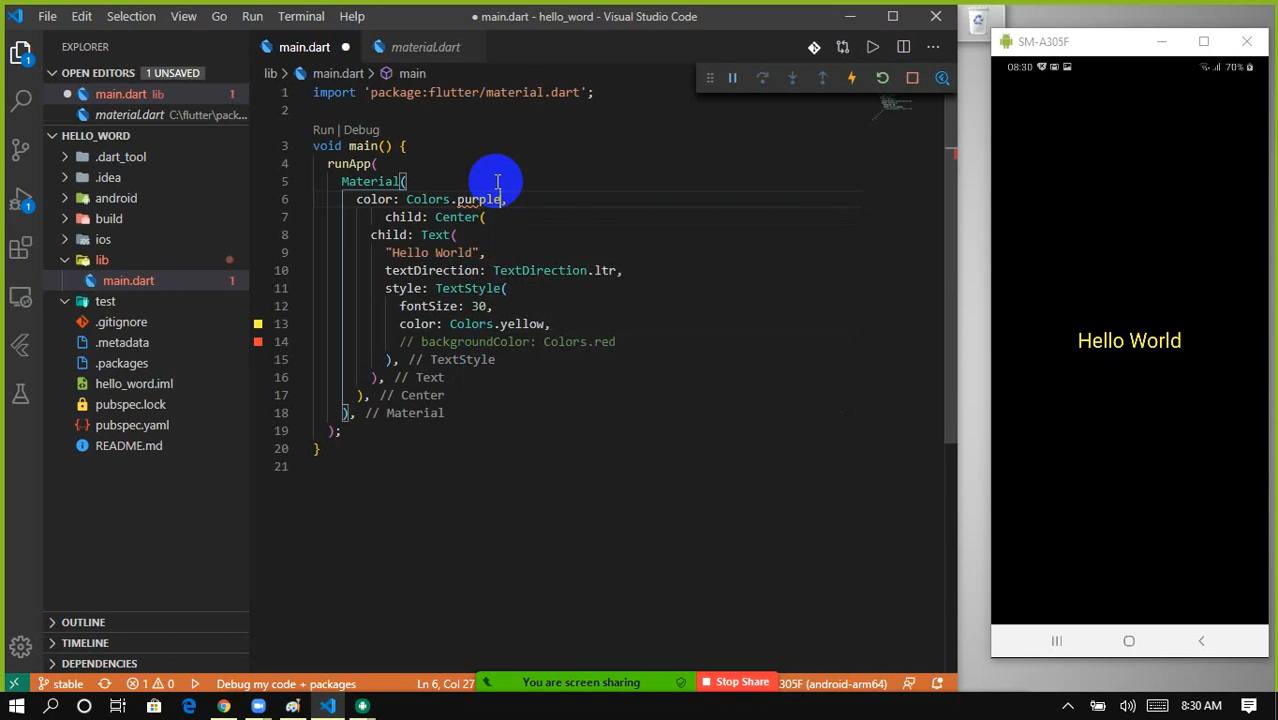 File Edit Selection View Go Run Terminal Help
● main.dart - hello_word - Visual Studio Code
EXPLORER
main.dart
material.dart
OPEN EDITORS 1 UNSAVED
lib > main.dart > main
main.dart lib 1
material.dart C:\flutter\pack...
HELLO_WORD
.dart_tool
.idea
android
build
ios
lib
main.dart 1
test
.gitignore
.metadata
.packages
hello_word.iml
pubspec.lock
pubspec.yaml
README.md
OUTLINE
TIMELINE
DEPENDENCIES
1 import 'package:flutter/material.dart';
2
Run | Debug
3 void main() {
4 runApp(
5 Material(
6 color: Colors.purple,
7 child: Center(
8 child: Text(
9 "Hello World",
10 textDirection: TextDirection.ltr,
11 style: TextStyle(
12 fontSize: 30,
13 color: Colors.yellow,
14 // backgroundColor: Colors.red
15 ), // TextStyle
16 ), // Text
17 ), // Center
18 ), // Material
19 );
20 }
21
SM-A305F
08:30 70%
Hello World
1
1
stable 1 0 Debug my code + packages Ln 6, Col 27
You are screen sharing Stop Share
305F (android-arm64)
8:30 AM